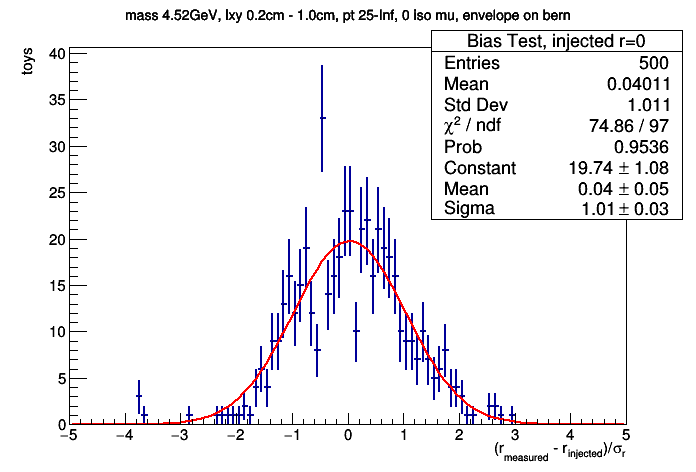 mass 4.52GeV, lxy 0.2cm - 1.0cm, pt 25-Inf, 0 Iso mu, envelope on bern
Bias Test, injected r=0
Entries 500
Mean 0.04011
Std Dev 1.011
χ² / ndf 74.86 / 97
Prob 0.9536
Constant 19.74 ± 1.08
Mean 0.04 ± 0.05
Sigma 1.01 ± 0.03
toys
40
35
30
25
20
15
10
5
0
−5 −4 −3 −2 −1 0 1 2 3 4 5
(r_measured - r_injected)/σ_r